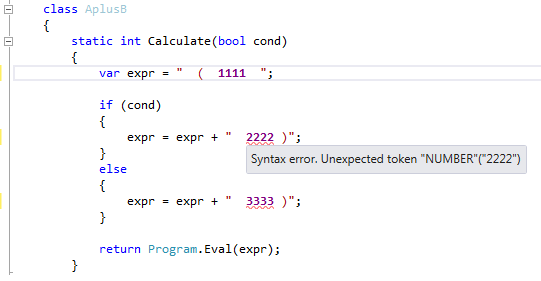 class AplusB
{
static int Calculate(bool cond)
{
var expr = "  (  1111  ";
if (cond)
{
expr = expr + "  2222 )";
}
Syntax error. Unexpected token "NUMBER"("2222")
else
{
expr = expr + "  3333 )";
}
return Program.Eval(expr);
}